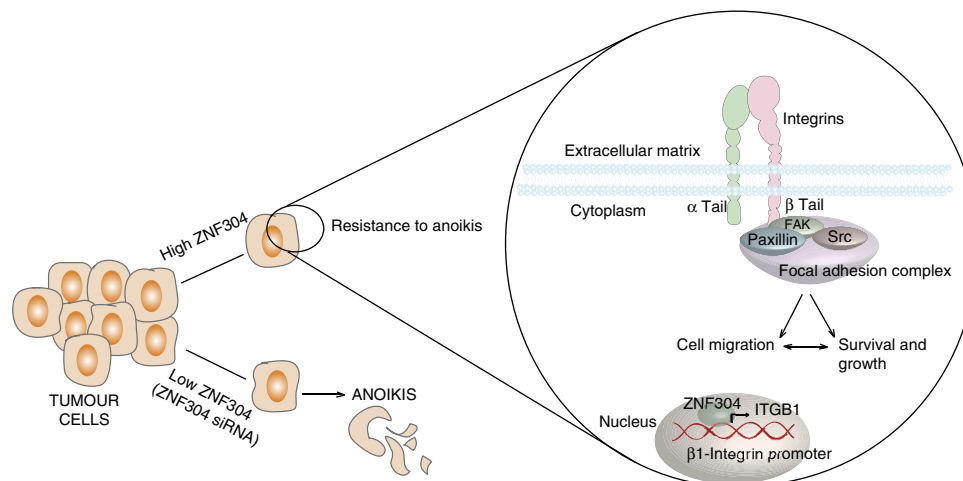 High ZNF304
Resistance to anoikis
TUMOUR
CELLS
Low ZNF304
(ZNF304 siRNA)
ANOIKIS
Integrins
Extracellular matrix
Cytoplasm
α Tail
β Tail
FAK
Paxillin
Src
Focal adhesion complex
Cell migration
Survival and
growth
Nucleus
ZNF304
ITGB1
β1-Integrin promoter